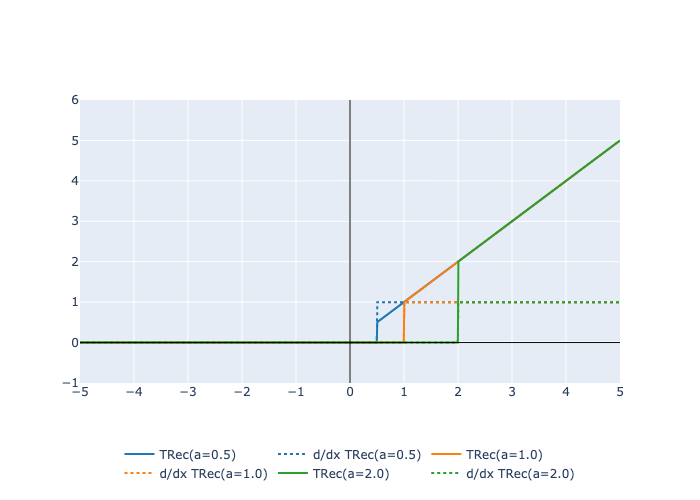 6
5
4
3
2
1
0
−1
−5 −4 −3 −2 −1 0 1 2 3 4 5
TRec(a=0.5) d/dx TRec(a=0.5) TRec(a=1.0)
d/dx TRec(a=1.0) TRec(a=2.0) d/dx TRec(a=2.0)